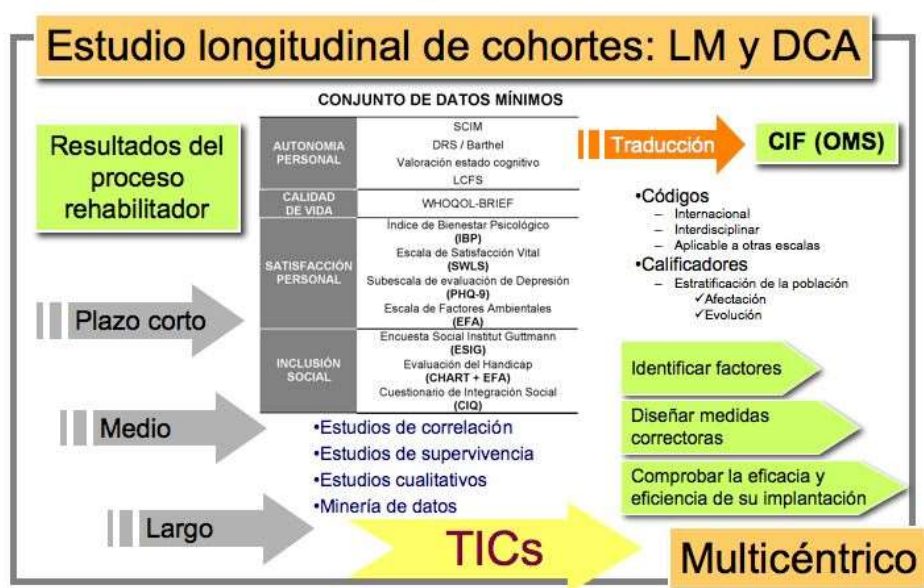 Estudio longitudinal de cohortes: LM y DCA
Resultados del
proceso
rehabilitador
Plazo corto
Medio
Largo
CONJUNTO DE DATOS MÍNIMOS
AUTONOMIA
PERSONAL
SCIM
DRS / Barthel
Valoración estado cognitivo
LCFS
CALIDAD
DE VIDA
WHOQOL-BRIEF
SATISFACCIÓN
PERSONAL
Índice de Bienestar Psicológico
(IBP)
Escala de Satisfacción Vital
(SWLS)
Subescala de evaluación de Depresión
(PHQ-9)
Escala de Factores Ambientales
(EFA)
INCLUSIÓN
SOCIAL
Encuesta Social Institut Guttmann
(ESIG)
Evaluación del Handicap
(CHART + EFA)
Cuestionario de Integración Social
(CIQ)
•Estudios de correlación
•Estudios de supervivencia
•Estudios cualitativos
•Minería de datos
TICs
Traducción
CIF (OMS)
•Códigos
– Internacional
– Interdisciplinar
– Aplicable a otras escalas
•Calificadores
– Estratificación de la población
✓Afectación
✓Evolución
Identificar factores
Diseñar medidas
correctoras
Comprobar la eficacia y
eficiencia de su implantación
Multicéntrico